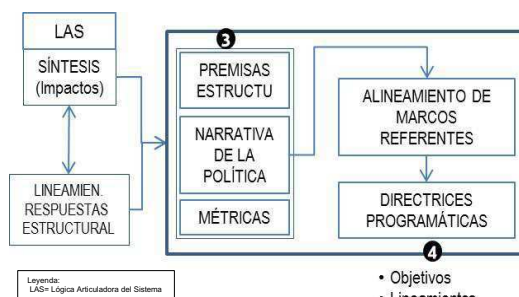 LAS
SÍNTESIS
(Impactos)
LINEAMIEN.
RESPUESTAS
ESTRUCTURAL
3
PREMISAS
ESTRUCTU
NARRATIVA
DE LA
POLÍTICA
MÉTRICAS
ALINEAMIENTO DE
MARCOS
REFERENTES
DIRECTRICES
PROGRAMÁTICAS
4
• Objetivos
• Lineamientos
Leyenda:
LAS= Lógica Articuladora del Sistema